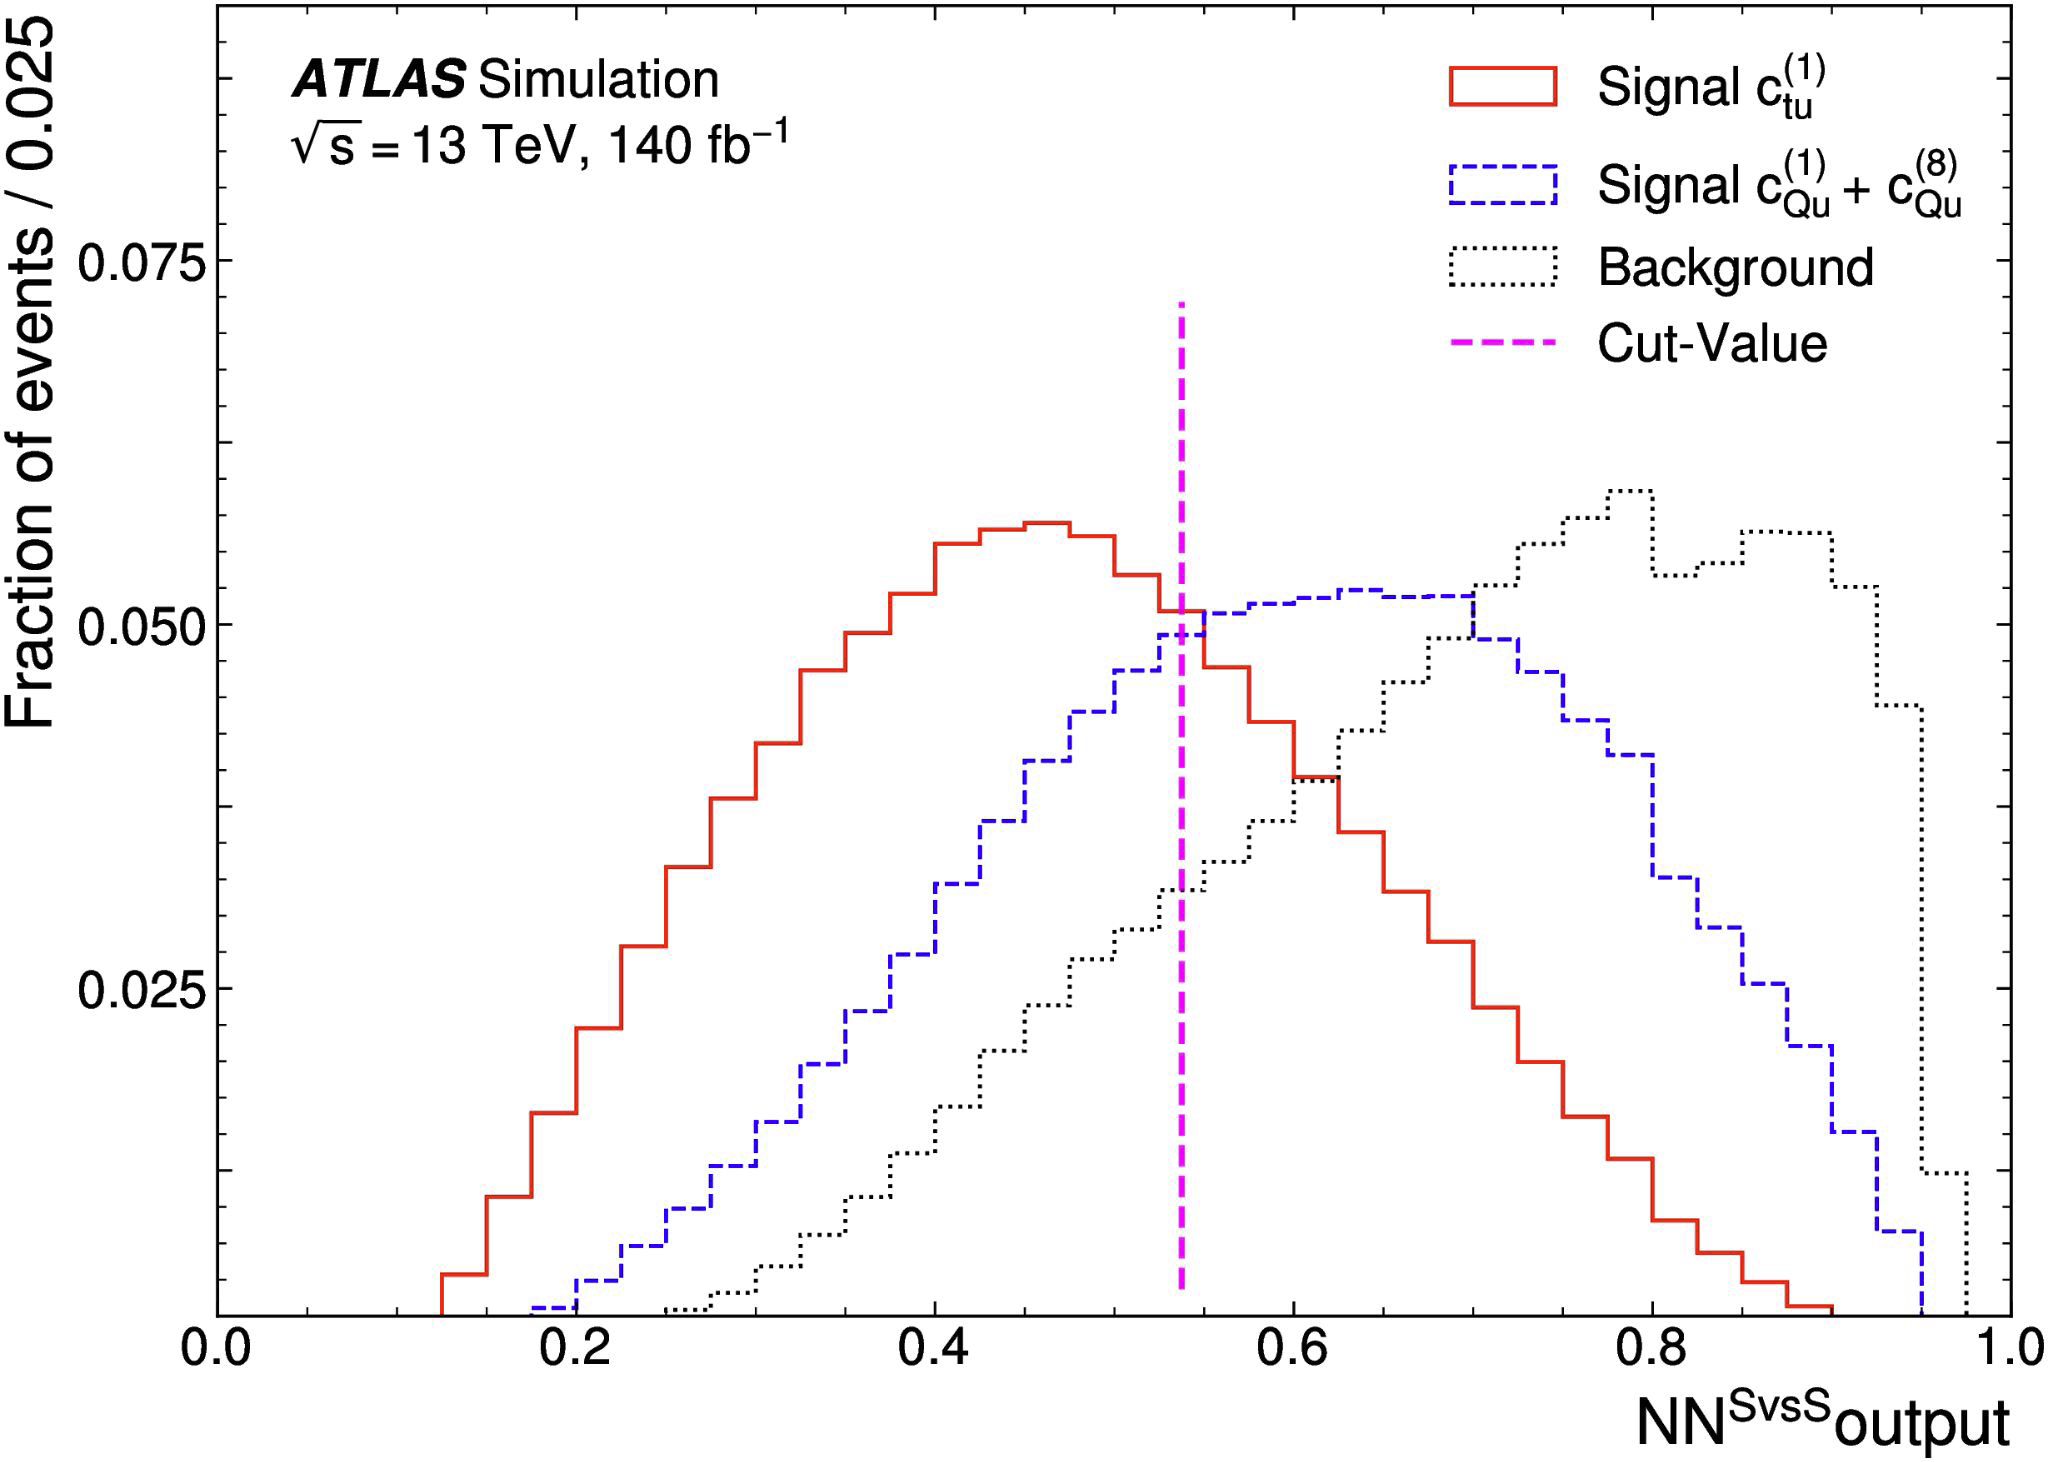 Fraction of events / 0.025
ATLAS Simulation
√s = 13 TeV, 140 fb⁻¹
Signal c_tu^(1)
Signal c_Qu^(1) + c_Qu^(8)
Background
Cut-Value
0.075
0.050
0.025
0.0 0.2 0.4 0.6 0.8 1.0
NN^SvsS output